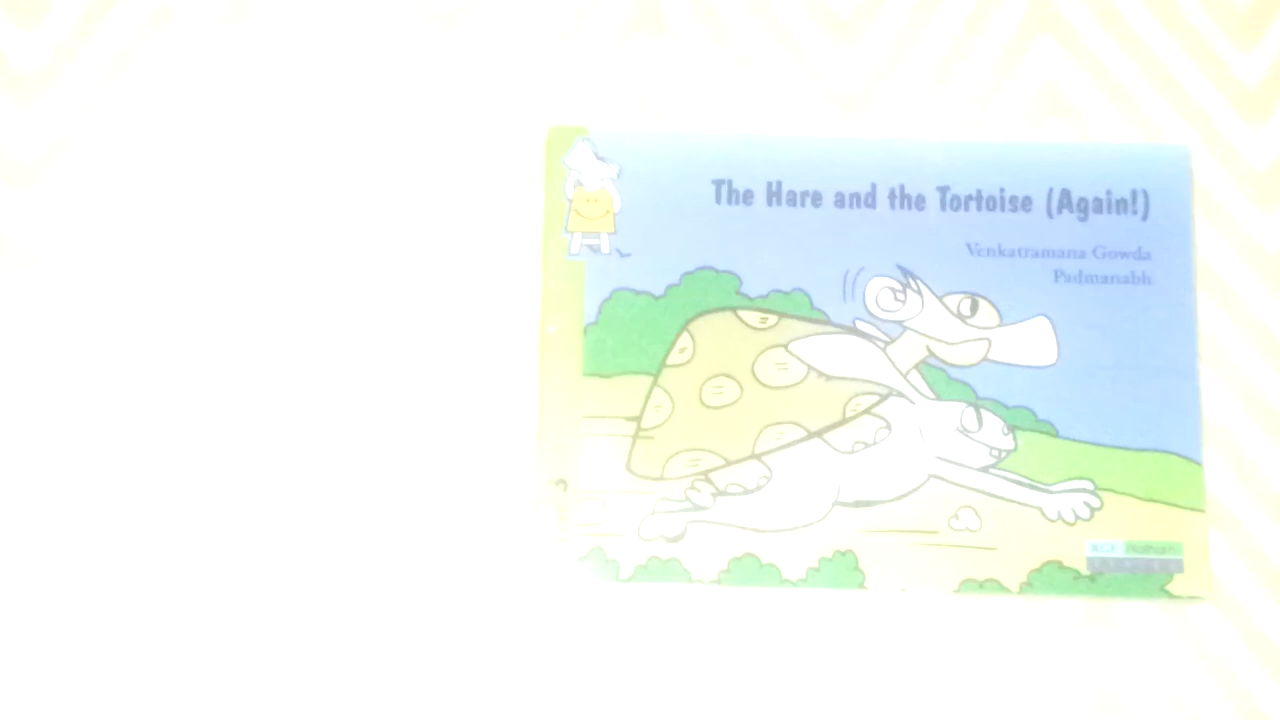 The Hare and the Tortoise (Again!)
Venkatramana Gowda
Padmanabh